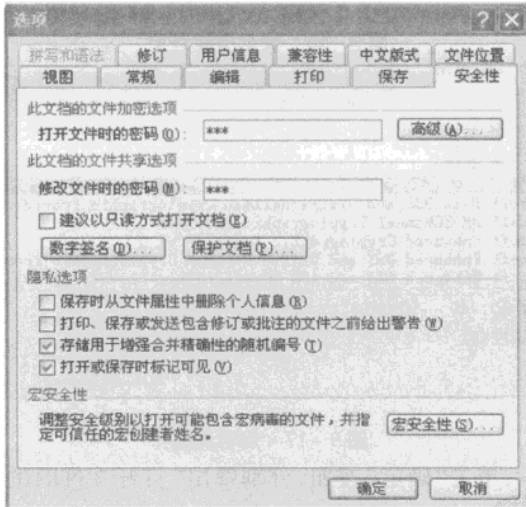 选项
拼写和语法 修订 用户信息 兼容性 中文版式 文件位置
视图 常规 编辑 打印 保存 安全性
此文档的文件加密选项
打开文件时的密码(O): *** 高级(A)...
此文档的文件共享选项
修改文件时的密码(M): ***
建议以只读方式打开文档(E)
数字签名(D)... 保护文档(P)...
隐私选项
保存时从文件属性中删除个人信息(R)
打印、保存或发送包含修订或批注的文件之前给出警告(W)
存储用于增强合并精确性的随机编号(T)
打开或保存时标记可见(V)
宏安全性
调整安全级别以打开可能包含宏病毒的文件，并指
定可信任的宏创建者姓名。 宏安全性(S)...
确定 取消